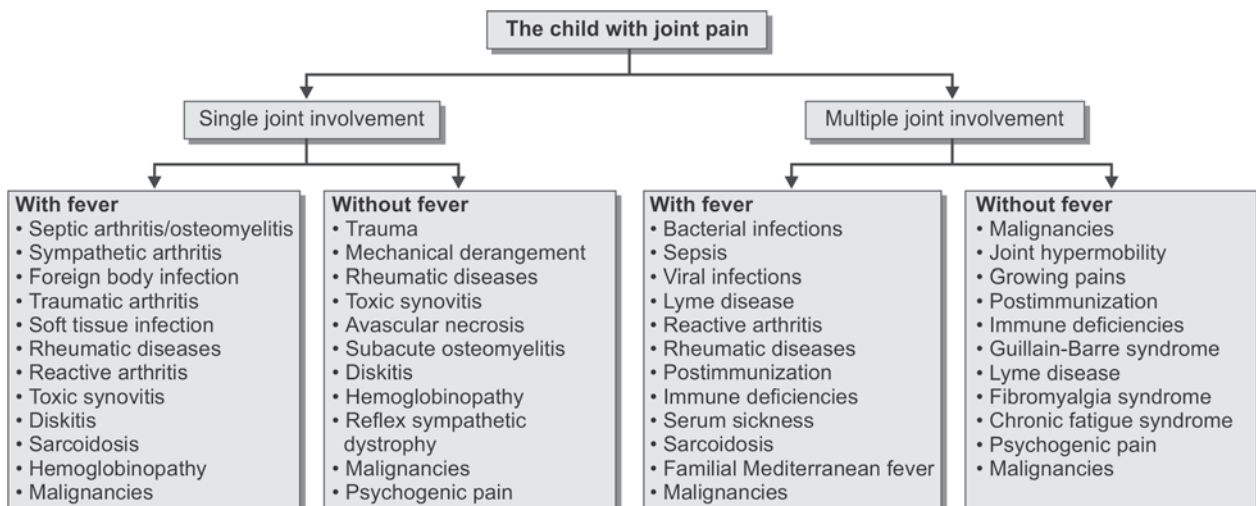 The child with joint pain
Single joint involvement
Multiple joint involvement
With fever
• Septic arthritis/osteomyelitis
• Sympathetic arthritis
• Foreign body infection
• Traumatic arthritis
• Soft tissue infection
• Rheumatic diseases
• Reactive arthritis
• Toxic synovitis
• Diskitis
• Sarcoidosis
• Hemoglobinopathy
• Malignancies
Without fever
• Trauma
• Mechanical derangement
• Rheumatic diseases
• Toxic synovitis
• Avascular necrosis
• Subacute osteomyelitis
• Diskitis
• Hemoglobinopathy
• Reflex sympathetic
dystrophy
• Malignancies
• Psychogenic pain
With fever
• Bacterial infections
• Sepsis
• Viral infections
• Lyme disease
• Reactive arthritis
• Rheumatic diseases
• Postimmunization
• Immune deficiencies
• Serum sickness
• Sarcoidosis
• Familial Mediterranean fever
• Malignancies
Without fever
• Malignancies
• Joint hypermobility
• Growing pains
• Postimmunization
• Immune deficiencies
• Guillain-Barre syndrome
• Lyme disease
• Fibromyalgia syndrome
• Chronic fatigue syndrome
• Psychogenic pain
• Malignancies